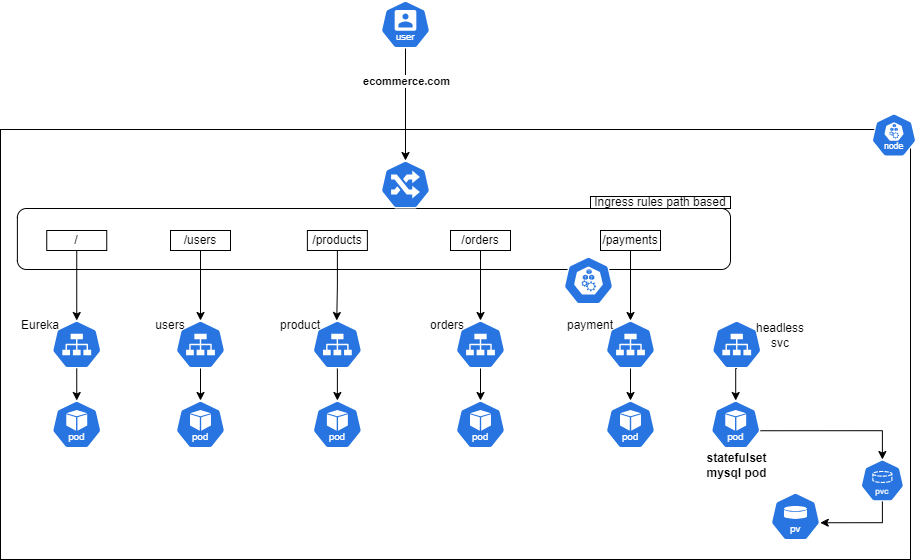 user
ecommerce.com
node
Ingress rules path based
/
/users
/products
/orders
/payments
Eureka
users
product
orders
payment
headless
svc
pod
pod
pod
pod
pod
pod
statefulset
mysql pod
pvc
pv